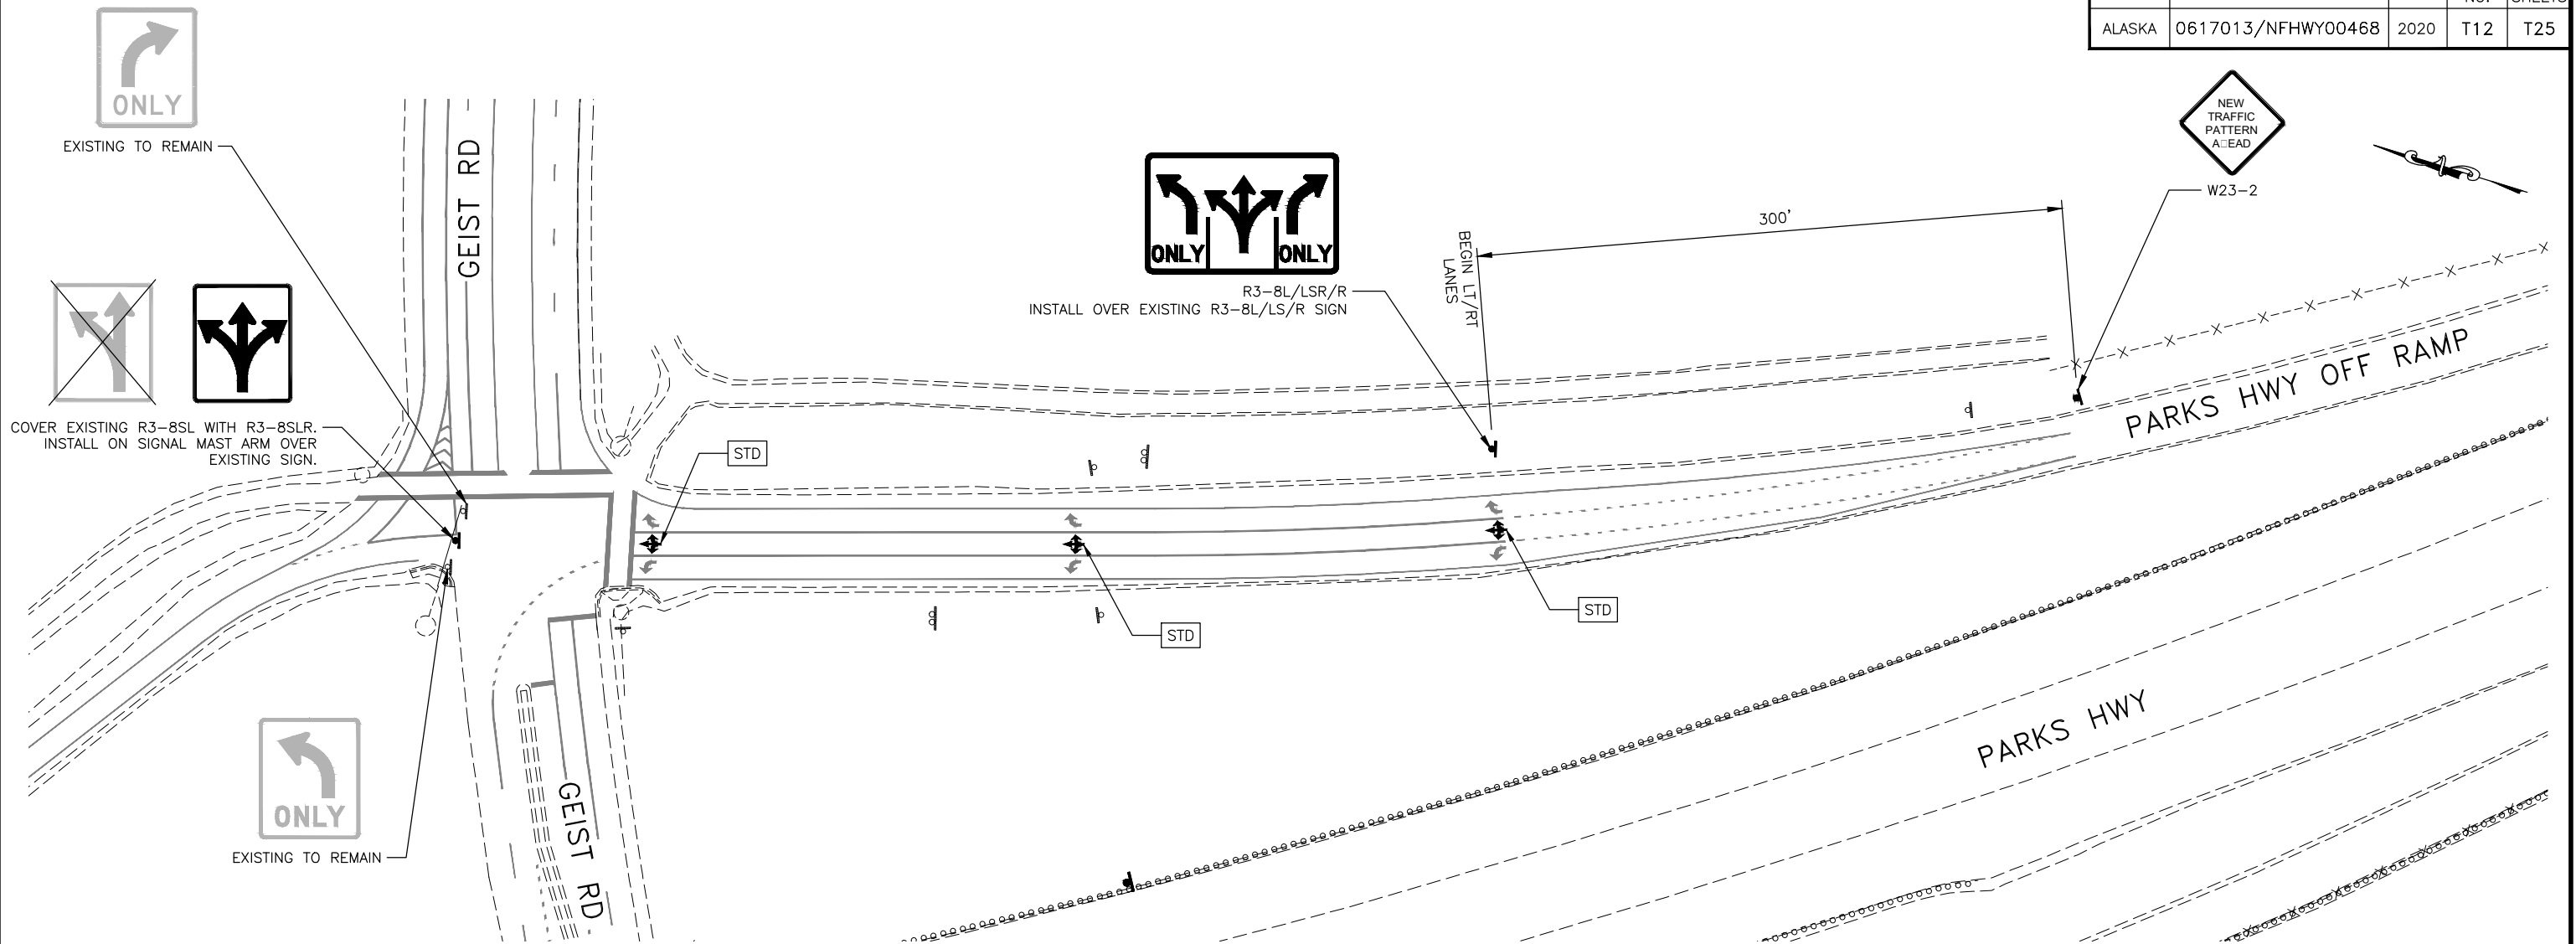 NO.
SHEETS
ALASKA 0617013/NFHWY00468 2020 T12 T25
ONLY
EXISTING TO REMAIN
GEIST RD
NEW
TRAFFIC
PATTERN
A□EAD
W23-2
300'
BEGIN LT/RT
LANES
ONLY ONLY
R3-8L/LSR/R
INSTALL OVER EXISTING R3-8L/LS/R SIGN
COVER EXISTING R3-8SL WITH R3-8SLR.
INSTALL ON SIGNAL MAST ARM OVER
EXISTING SIGN.
STD
STD
STD
PARKS HWY OFF RAMP
PARKS HWY
ONLY
EXISTING TO REMAIN
GEIST RD